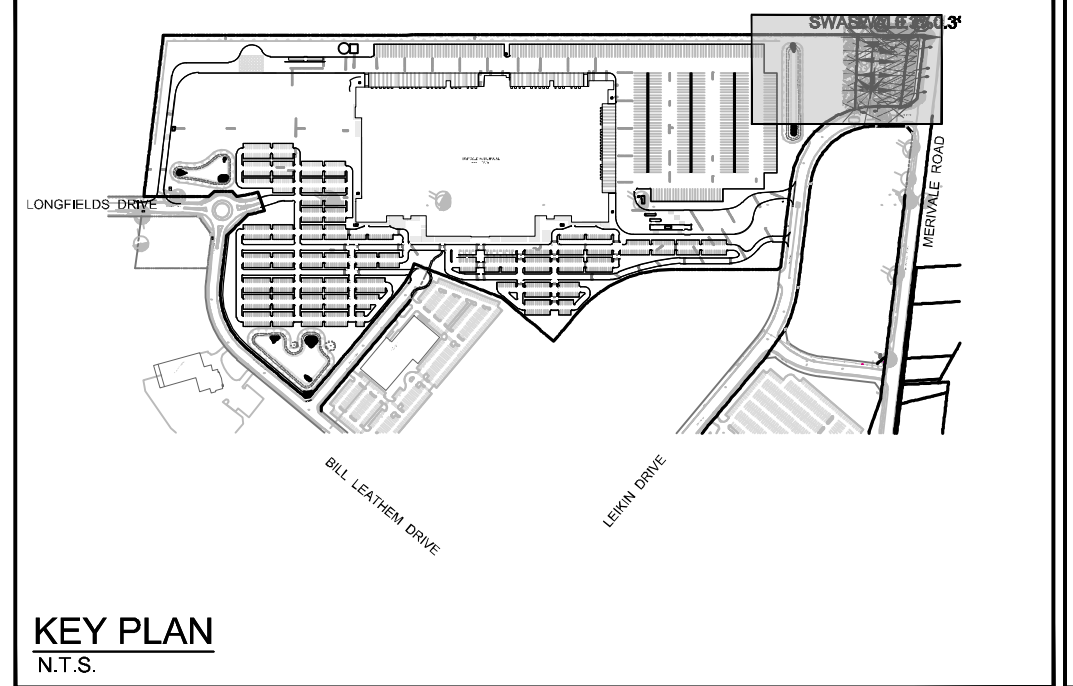 LONGFIELDS DRIVE
MERIVALE ROAD
BILL LEATHEM DRIVE
LEIKIN DRIVE
KEY PLAN
N.T.S.